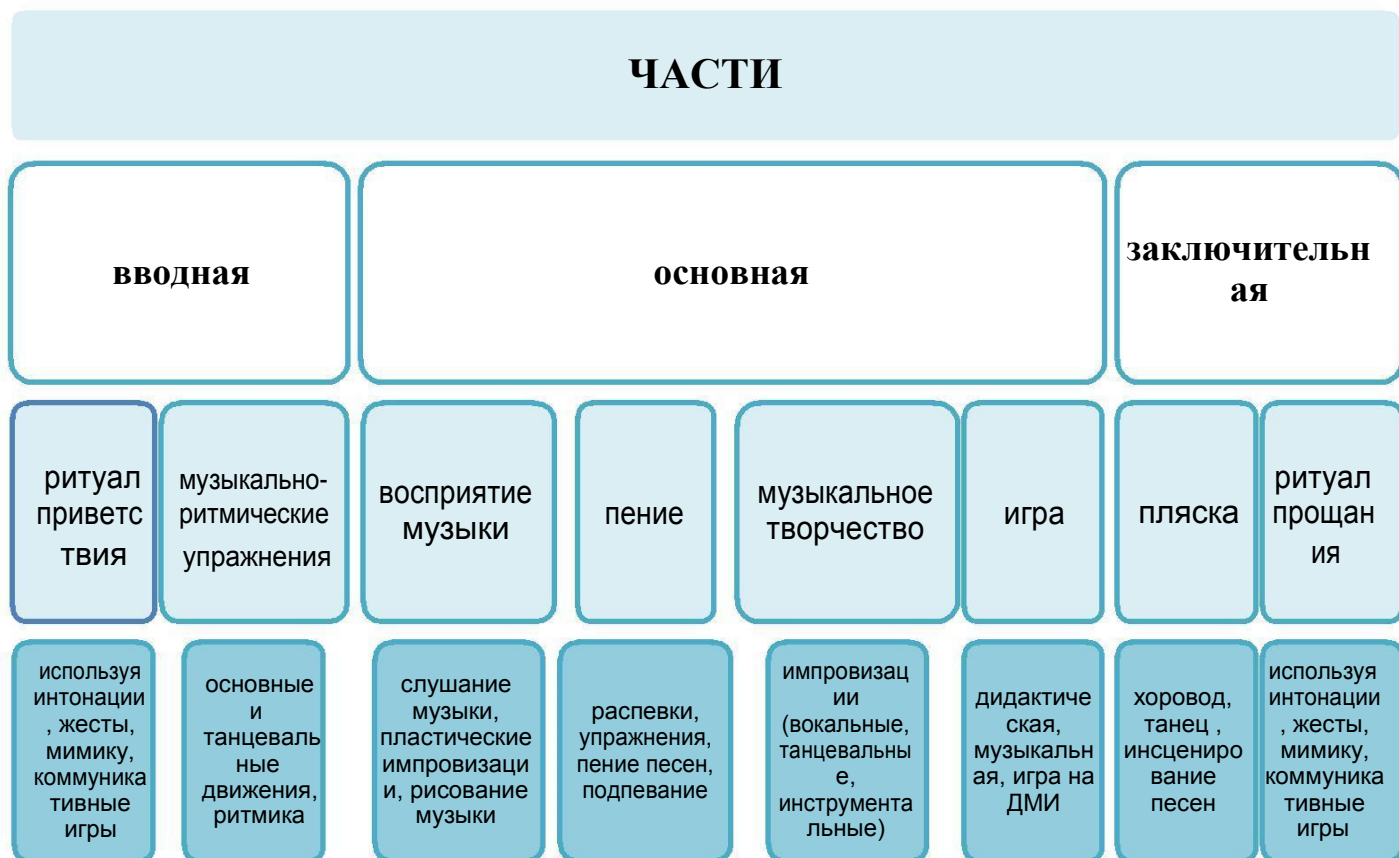 ЧАСТИ
вводная
основная
заключительн
ая
ритуал
приветс
твия
музыкально-
ритмические
упражнения
восприятие
музыки
пение
музыкальное
творчество
игра
пляска
ритуал
прощан
ия
используя
интонации
, жесты,
мимику,
коммуника
тивные
игры
основные
и
танцеваль
ные
движения,
ритмика
слушание
музыки,
пластические
импровизаци
и, рисование
музыки
распевки,
упражнения,
пение песен,
подпевание
импровизац
ии
(вокальные,
танцевальны
е,
инструмента
льные)
дидактиче
ская,
музыкальн
ая, игра на
ДМИ
хоровод,
танец ,
инсцениро
вание
песен
используя
интонации
, жесты,
мимику,
коммуника
тивные
игры